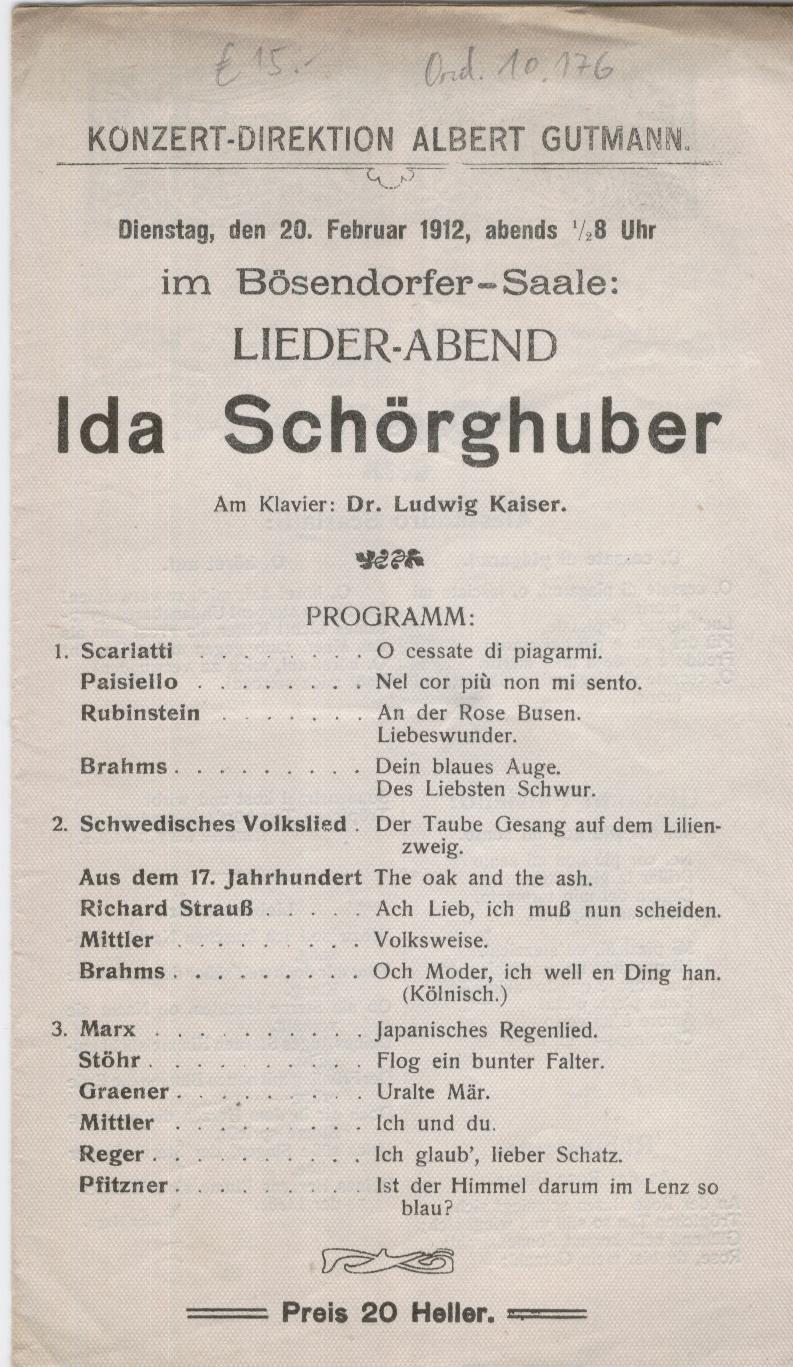 € 15.- Ord. 10.176
KONZERT-DIREKTION ALBERT GUTMANN.
Dienstag, den 20. Februar 1912, abends ½8 Uhr
im Bösendorfer-Saale:
LIEDER-ABEND
Ida Schörghuber
Am Klavier: Dr. Ludwig Kaiser.
PROGRAMM:
1. Scarlatti . . . . . . . . . O cessate di piagarmi.
Paisiello . . . . . . . . Nel cor più non mi sento.
Rubinstein . . . . . . . An der Rose Busen.
Liebeswunder.
Brahms . . . . . . . . . Dein blaues Auge.
Des Liebsten Schwur.
2. Schwedisches Volkslied . Der Taube Gesang auf dem Lilien-
zweig.
Aus dem 17. Jahrhundert The oak and the ash.
Richard Strauß . . . . . Ach Lieb, ich muß nun scheiden.
Mittler . . . . . . . . . Volksweise.
Brahms . . . . . . . . . Och Moder, ich well en Ding han.
(Kölnisch.)
3. Marx . . . . . . . . . . Japanisches Regenlied.
Stöhr . . . . . . . . . . Flog ein bunter Falter.
Graener . . . . . . . . . Uralte Mär.
Mittler . . . . . . . . . Ich und du.
Reger . . . . . . . . . . Ich glaub', lieber Schatz.
Pfitzner . . . . . . . . . Ist der Himmel darum im Lenz so
blau?
Preis 20 Heller.